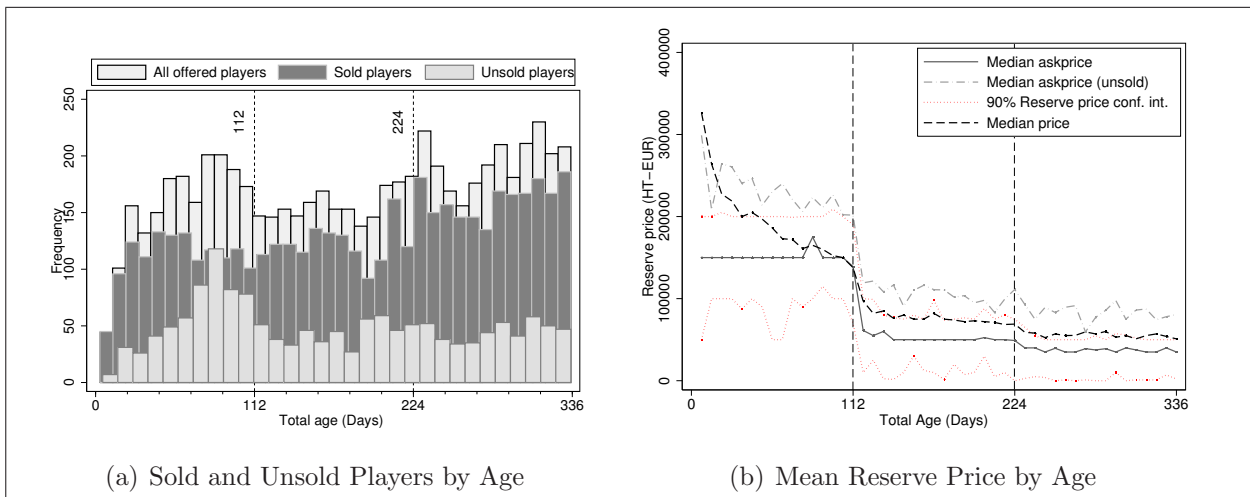 All offered players Sold players Unsold players
250
200
150
100
50
0
Frequency
112
224
0 112 224 336
Total age (Days)
(a) Sold and Unsold Players by Age
Median askprice
Median askprice (unsold)
90% Reserve price conf. int.
Median price
400000
300000
200000
100000
0
Reserve price (HT−EUR)
0 112 224 336
Total Age (Days)
(b) Mean Reserve Price by Age